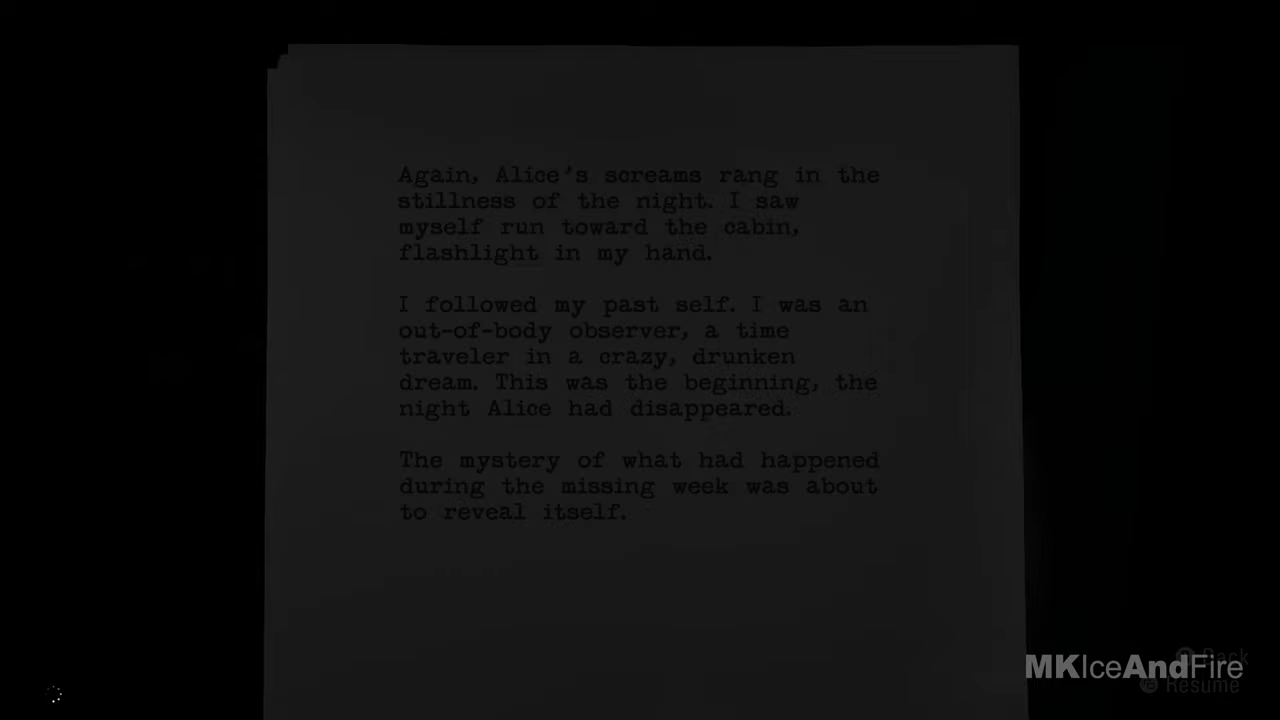 Again, Alice's screams rang in the
stillness of the night. I saw
myself run toward the cabin,
flashlight in my hand.
I followed my past self. I was an
out-of-body observer, a time
traveler in a crazy, drunken
dream. This was the beginning, the
night Alice had disappeared.
The mystery of what had happened
during the missing week was about
to reveal itself.
Back
MKIceAndFire
Resume